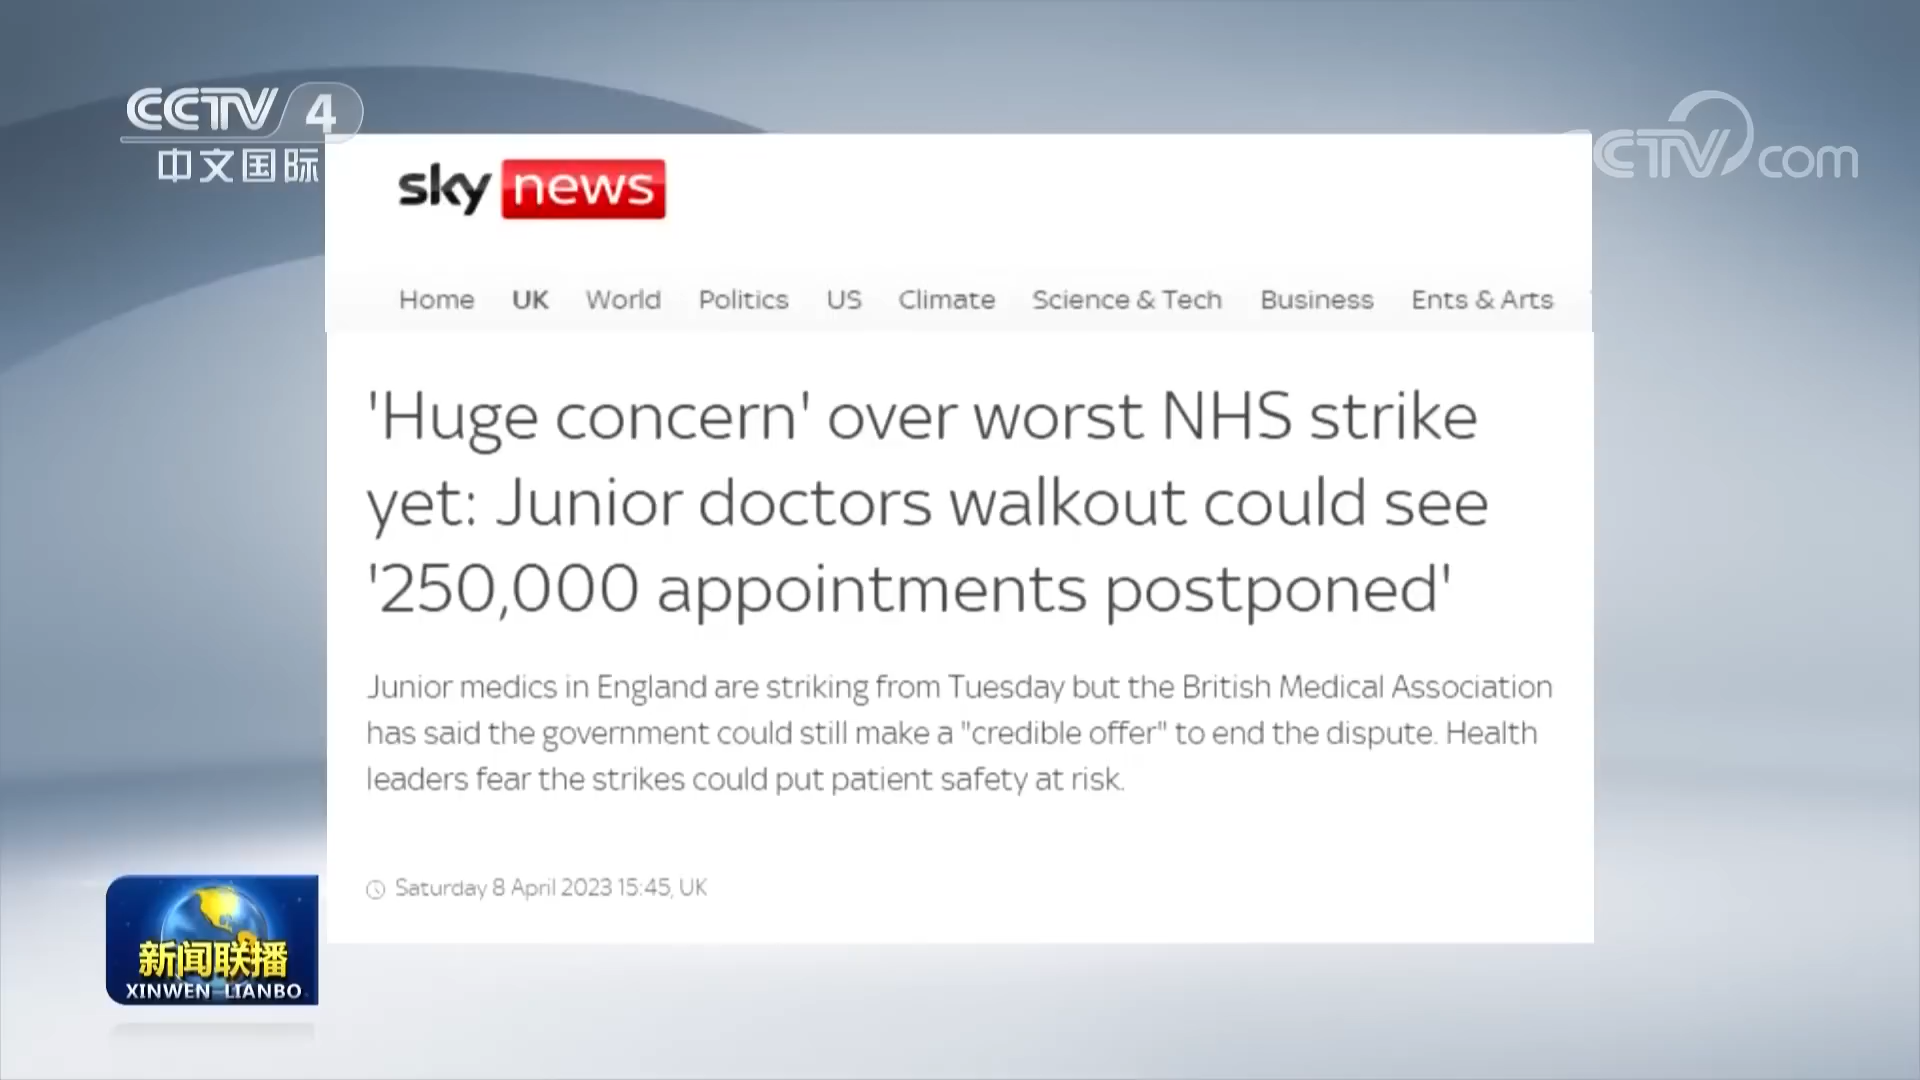 CCTV 4
中文国际
CCTV com
sky news
Home UK World Politics US Climate Science & Tech Business Ents & Arts
'Huge concern' over worst NHS strike
yet: Junior doctors walkout could see
'250,000 appointments postponed'
Junior medics in England are striking from Tuesday but the British Medical Association
has said the government could still make a "credible offer" to end the dispute. Health
leaders fear the strikes could put patient safety at risk.
Saturday 8 April 2023 15:45, UK
新闻联播
XINWEN LIANBO